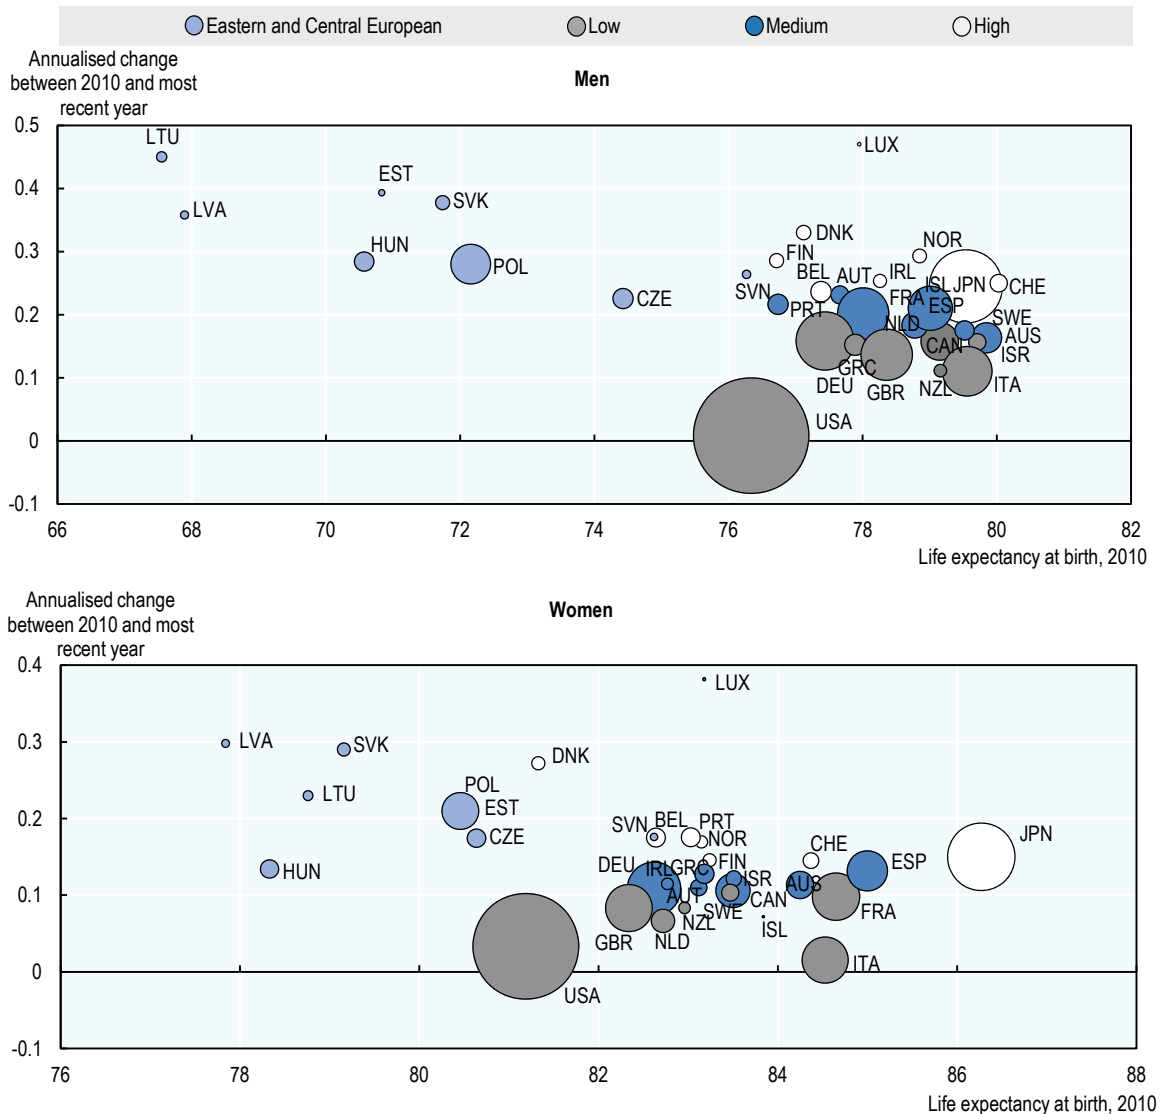 Eastern and Central European Low Medium High
Annualised change
between 2010 and most
recent year
Men
0.5
LTU
LUX
EST
0.4
SVK
LVA
DNK
NOR
0.3
HUN
FIN
POL
BEL AUT IRL
ISL JPN CHE
SVN
CZE
FRA ESP
0.2
PRT
NLD
SWE
AUS
CAN
ISR
GRC
0.1
DEU GBR NZL ITA
USA
0
-0.1
66 68 70 72 74 76 78 80 82
Life expectancy at birth, 2010
Annualised change
between 2010 and most
recent year
Women
0.4
LUX
0.3
LVA SVK
DNK
LTU
POL
EST
0.2
CZE
SVN BEL PRT
NOR
JPN
CHE
FIN
DEU IRL GRC
ESP
HUN
ISR
AUS
0.1
AUT
CAN
SWE
FRA
NZL
ISL
GBR NLD
ITA
0
USA
-0.1
76 78 80 82 84 86 88
Life expectancy at birth, 2010